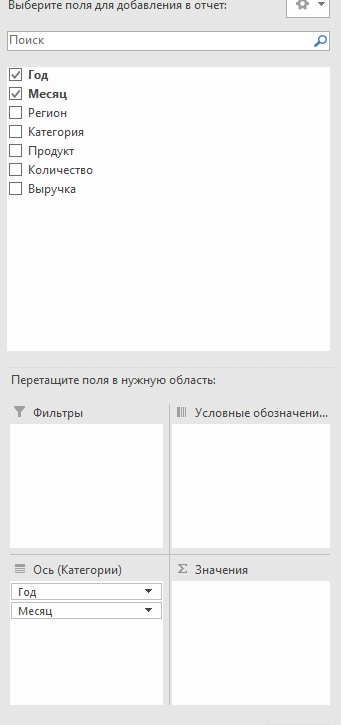 Выберите поля для добавления в отчет:
Поиск
Год
Месяц
Регион
Категория
Продукт
Количество
Выручка
Перетащите поля в нужную область:
Фильтры
Условные обозначени...
Ось (Категории)
Σ Значения
Год
Месяц